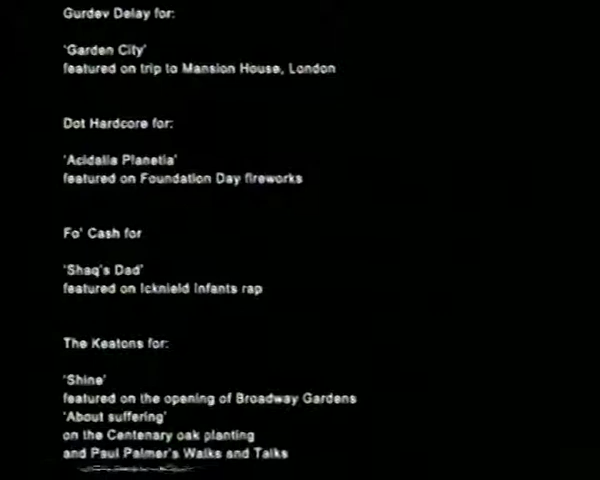 Gurdev Delay for:
'Garden City'
featured on trip to Mansion House, London
Dot Hardcore for:
'Acidalia Planetia'
featured on Foundation Day fireworks
Fo' Cash for
'Shaq's Dad'
featured on Icknield Infants rap
The Keatons for:
'Shine'
featured on the opening of Broadway Gardens
'About suffering'
on the Centenary oak planting
and Paul Palmer's Walks and Talks